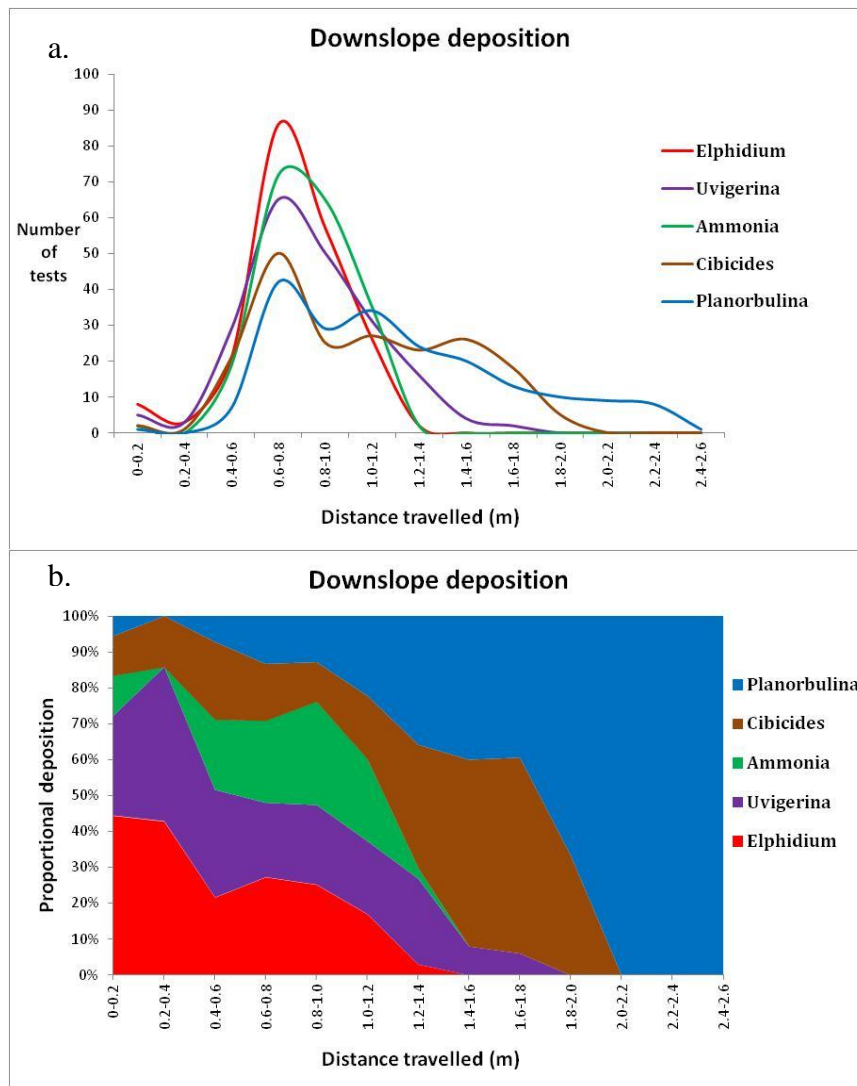 a.
Downslope deposition
100
90
80
70
60
50
40
30
20
10
0
Number
of
tests
Elphidium
Uvigerina
Ammonia
Cibicides
Planorbulina
0-0.2
0.2-0.4
0.4-0.6
0.6-0.8
0.8-1.0
1.0-1.2
1.2-1.4
1.4-1.6
1.6-1.8
1.8-2.0
2.0-2.2
2.2-2.4
2.4-2.6
Distance travelled (m)
b.
Downslope deposition
100%
90%
80%
70%
60%
50%
40%
30%
20%
10%
0%
Proportional deposition
Planorbulina
Cibicides
Ammonia
Uvigerina
Elphidium
0-0.2
0.2-0.4
0.4-0.6
0.6-0.8
0.8-1.0
1.0-1.2
1.2-1.4
1.4-1.6
1.6-1.8
1.8-2.0
2.0-2.2
2.2-2.4
2.4-2.6
Distance travelled (m)